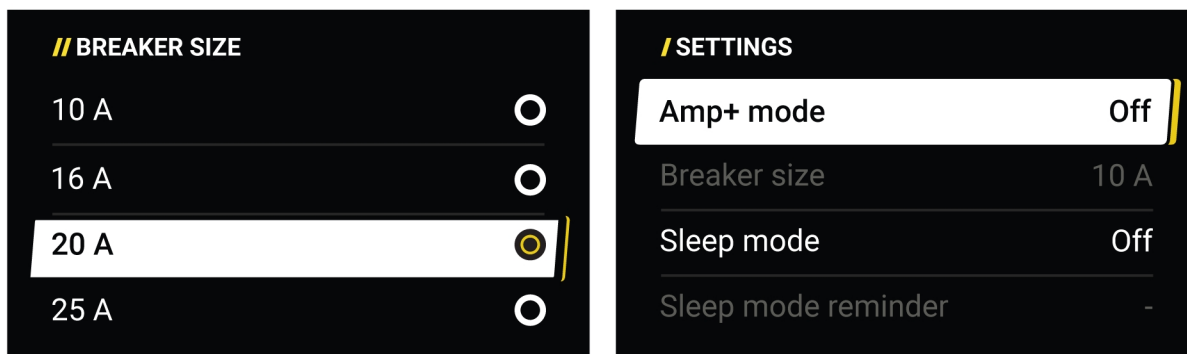 // BREAKER SIZE
10 A
16 A
20 A
25 A
/ SETTINGS
Amp+ mode Off
Breaker size 10 A
Sleep mode Off
Sleep mode reminder -